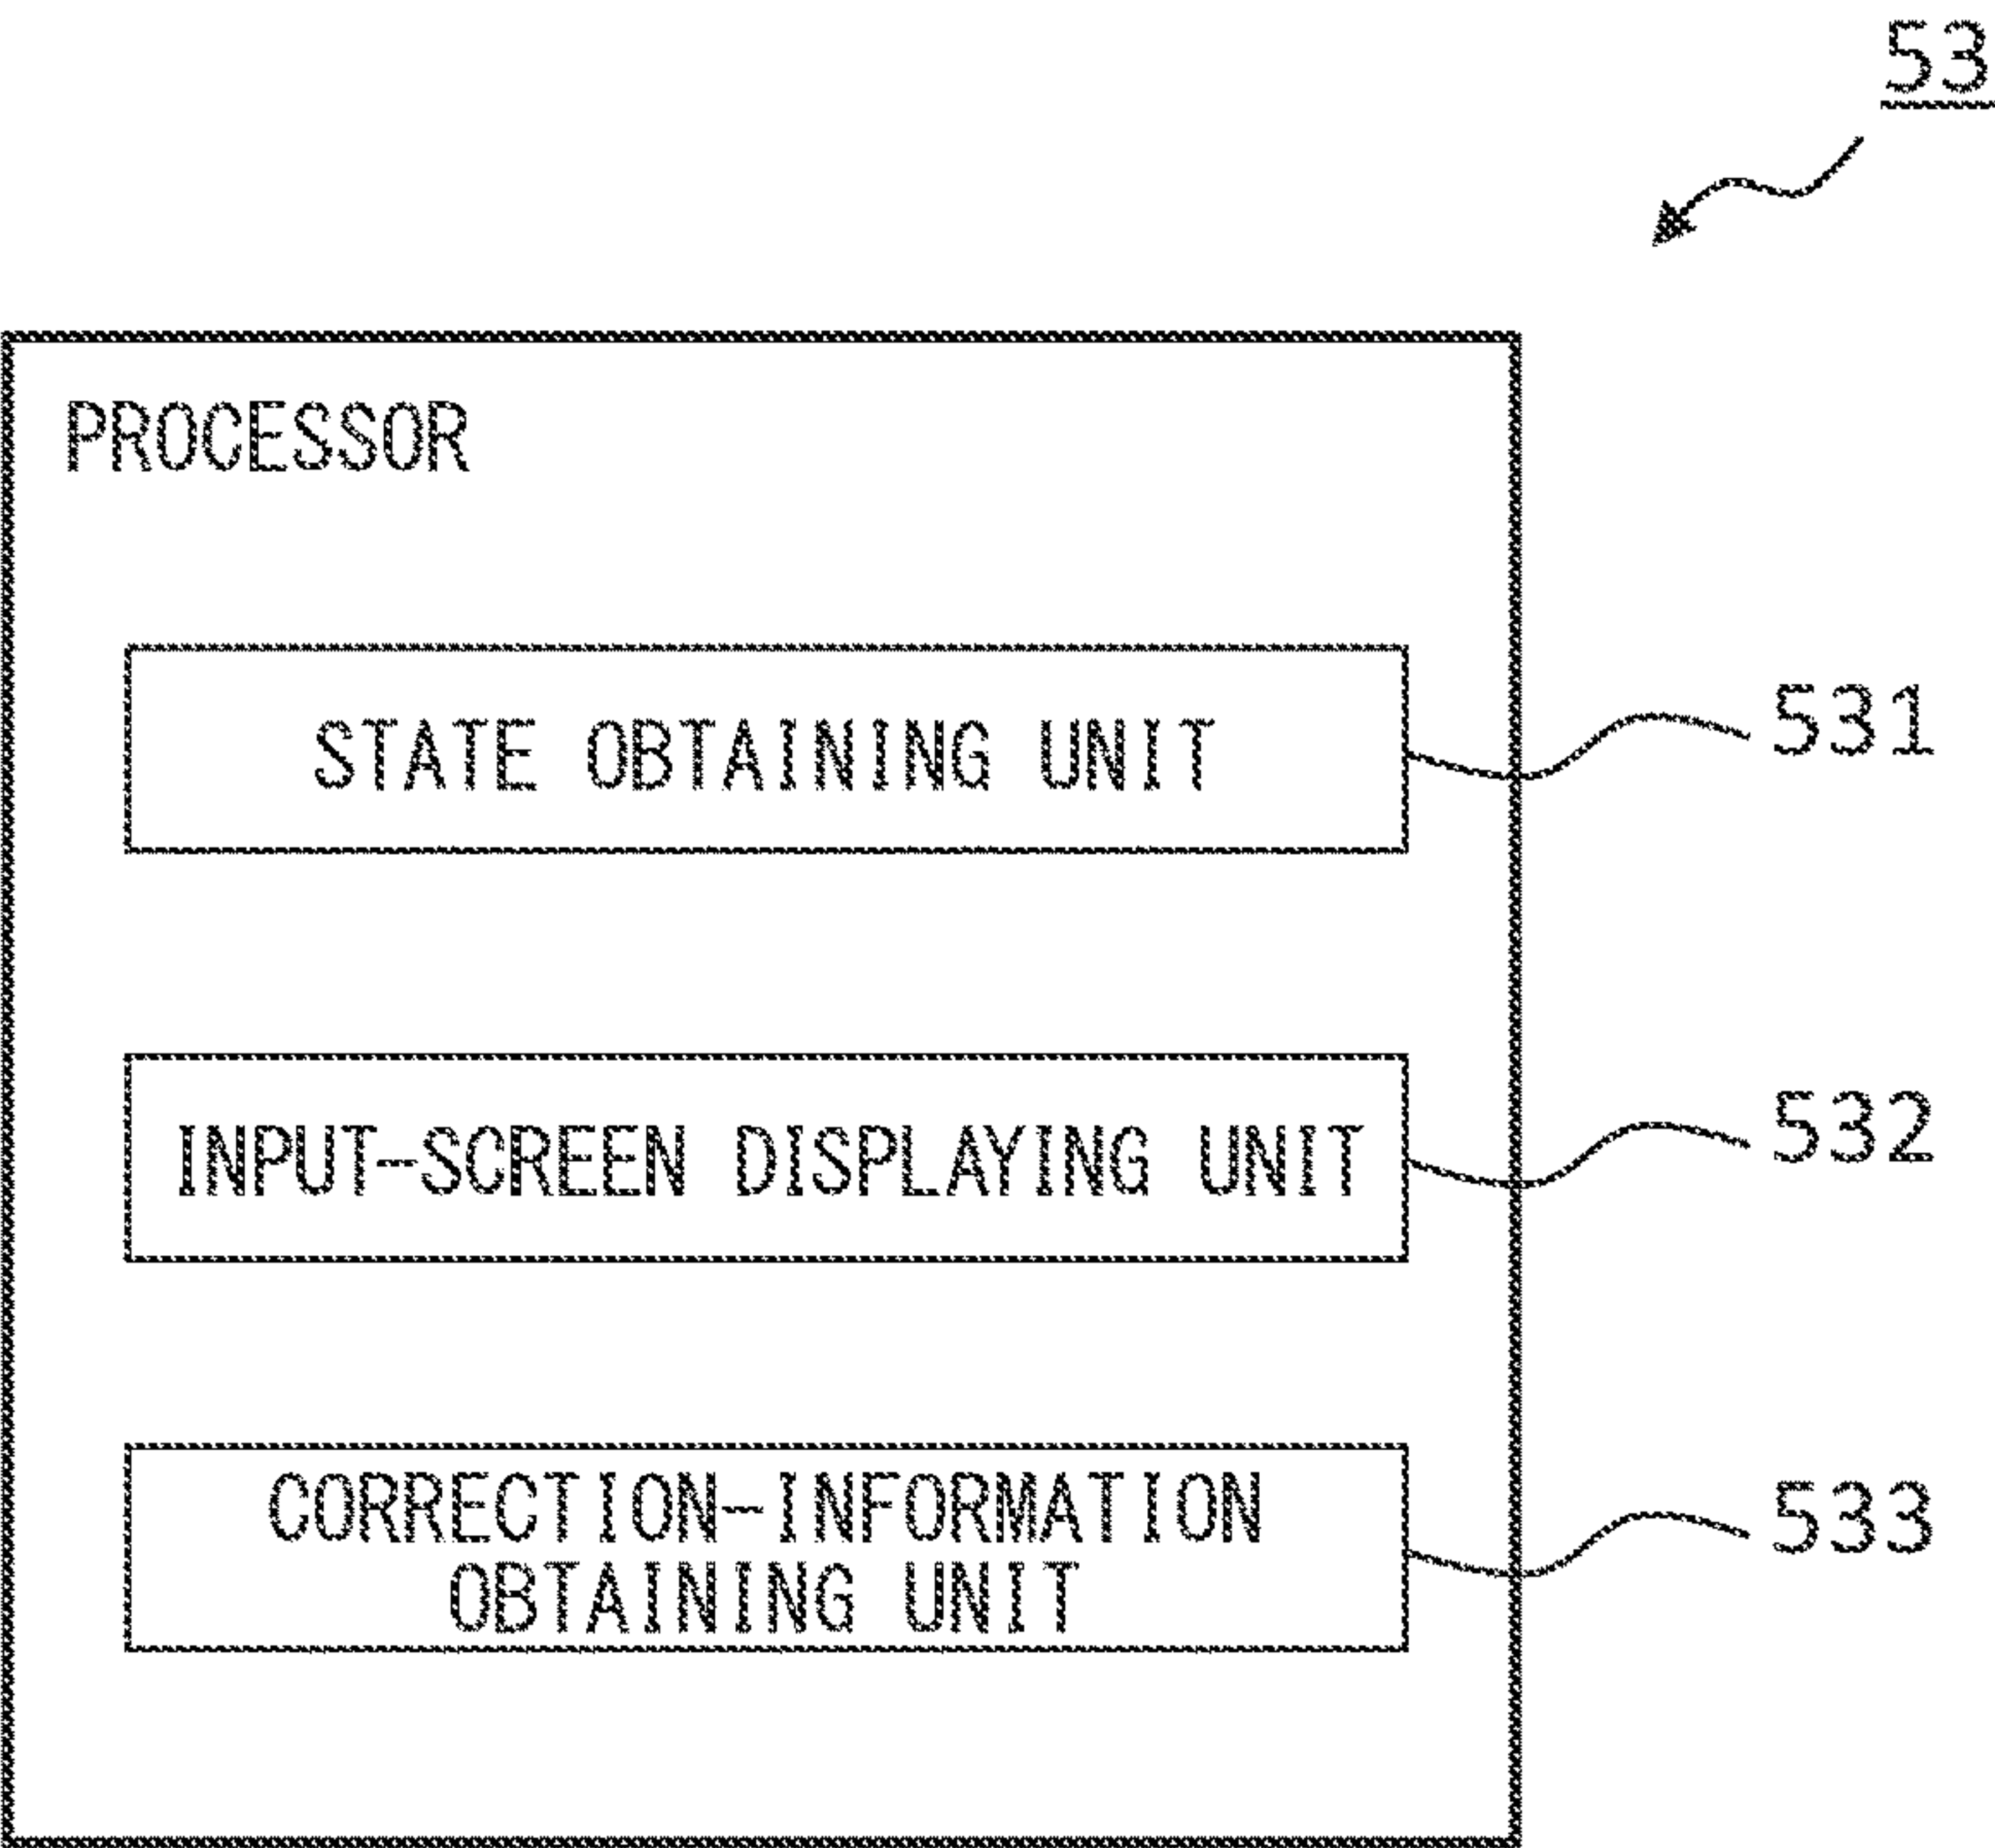 53
PROCESSOR
STATE OBTAINING UNIT
531
INPUT-SCREEN DISPLAYING UNIT
532
CORRECTION-INFORMATION
OBTAINING UNIT
533